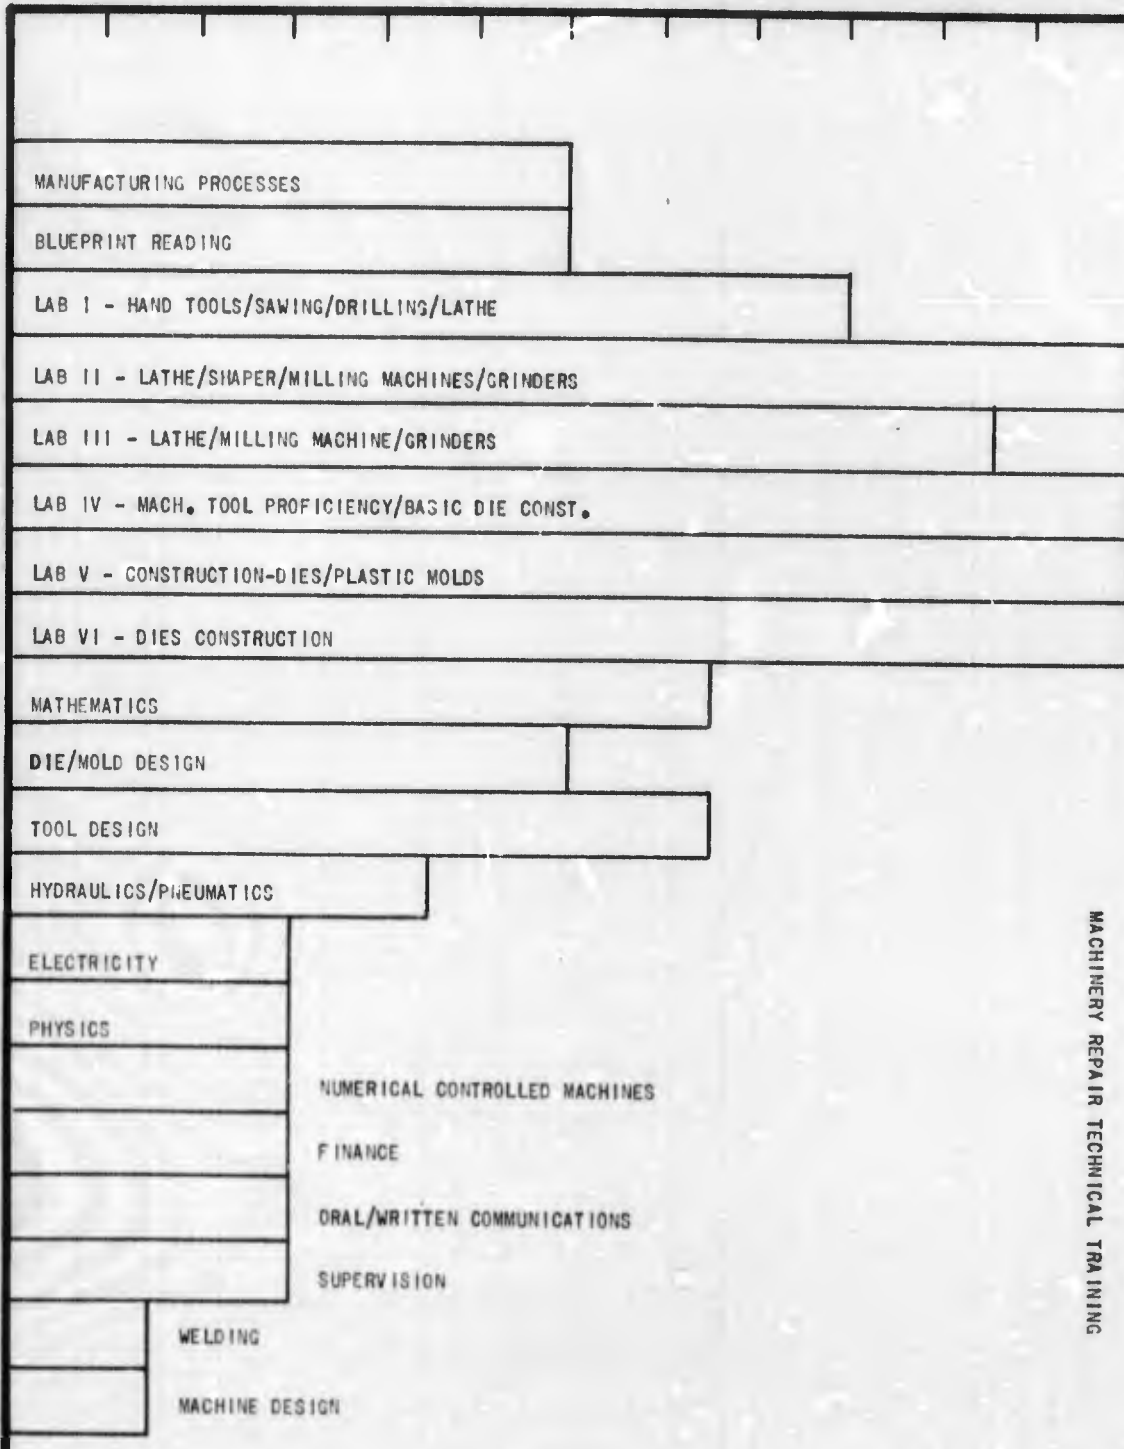 MANUFACTURING PROCESSES
BLUEPRINT READING
LAB I - HAND TOOLS/SAWING/DRILLING/LATHE
LAB II - LATHE/SHAPER/MILLING MACHINES/GRINDERS
LAB III - LATHE/MILLING MACHINE/GRINDERS
LAB IV - MACH. TOOL PROFICIENCY/BASIC DIE CONST.
LAB V - CONSTRUCTION-DIES/PLASTIC MOLDS
LAB VI - DIES CONSTRUCTION
MATHEMATICS
DIE/MOLD DESIGN
TOOL DESIGN
HYDRAULICS/PNEUMATICS
ELECTRICITY
PHYSICS
NUMERICAL CONTROLLED MACHINES
FINANCE
ORAL/WRITTEN COMMUNICATIONS
SUPERVISION
WELDING
MACHINE DESIGN
MACHINERY REPAIR TECHNICAL TRAINING